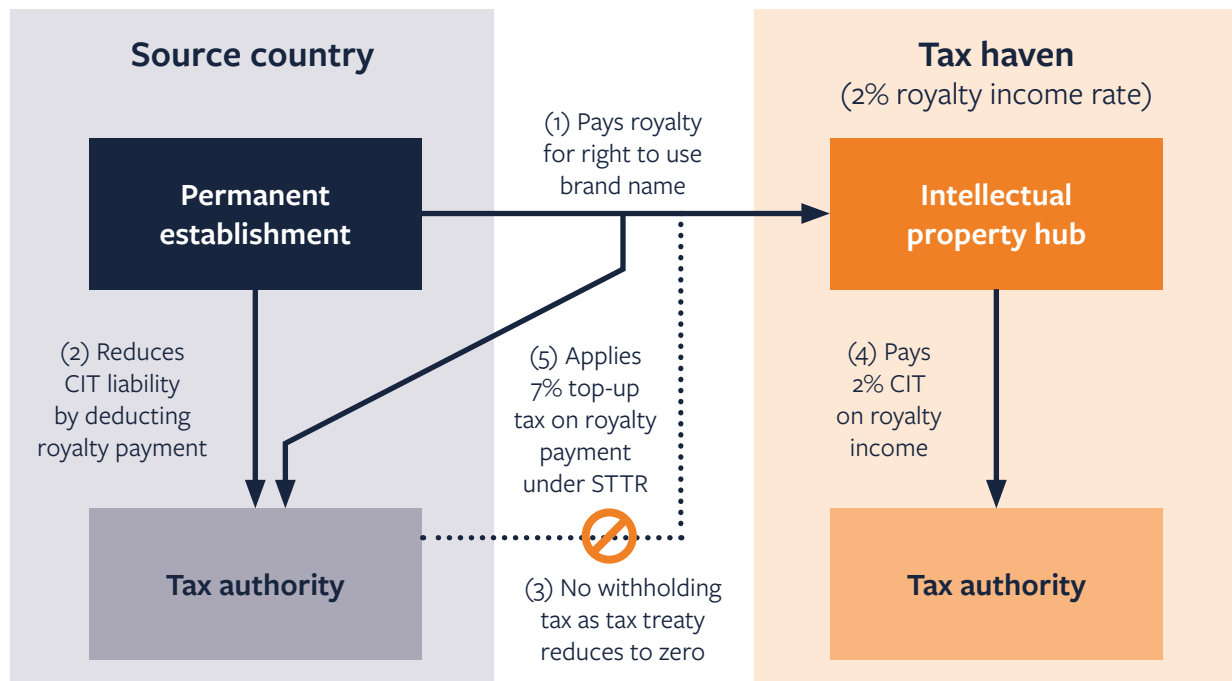 Source country
Tax haven
(2% royalty income rate)
(1) Pays royalty
for right to use
brand name
Permanent
establishment
Intellectual
property hub
(2) Reduces
CIT liability
by deducting
royalty payment
(5) Applies
7% top-up
tax on royalty
payment
under STTR
(4) Pays
2% CIT
on royalty
income
Tax authority
(3) No withholding
tax as tax treaty
reduces to zero
Tax authority